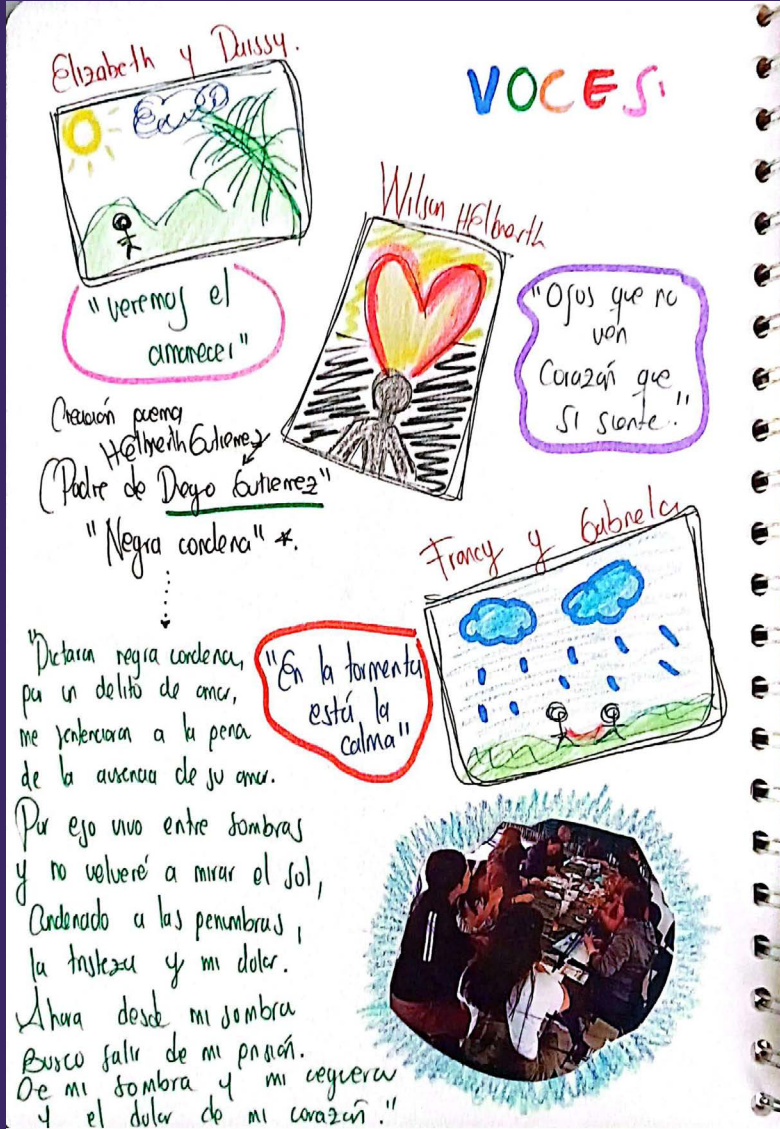 Elizabeth y Daissy.
VOCES.
"veremos el
amanecer"
Wilson Hélberth
"Ojos que no
ven
Corazón que
si siente."
Creación poema
Gutierrez
(Padre de Diego Gutierrez"
"Negra condena" *.
Francy y Gabriela
"En la tormenta
está la
calma"
"Dictaron negra condena,
por un delito de amor,
me sentenciaron a la pena
de la ausencia de su amor.
Por eso vivo entre sombras
y no volveré a mirar el sol,
Condenado a las penumbras,
la tristeza y mi dolor.
Ahora desde mi sombra
Busco salir de mi prisión.
De mi sombra y mi ceguera
y el dolor de mi corazón."